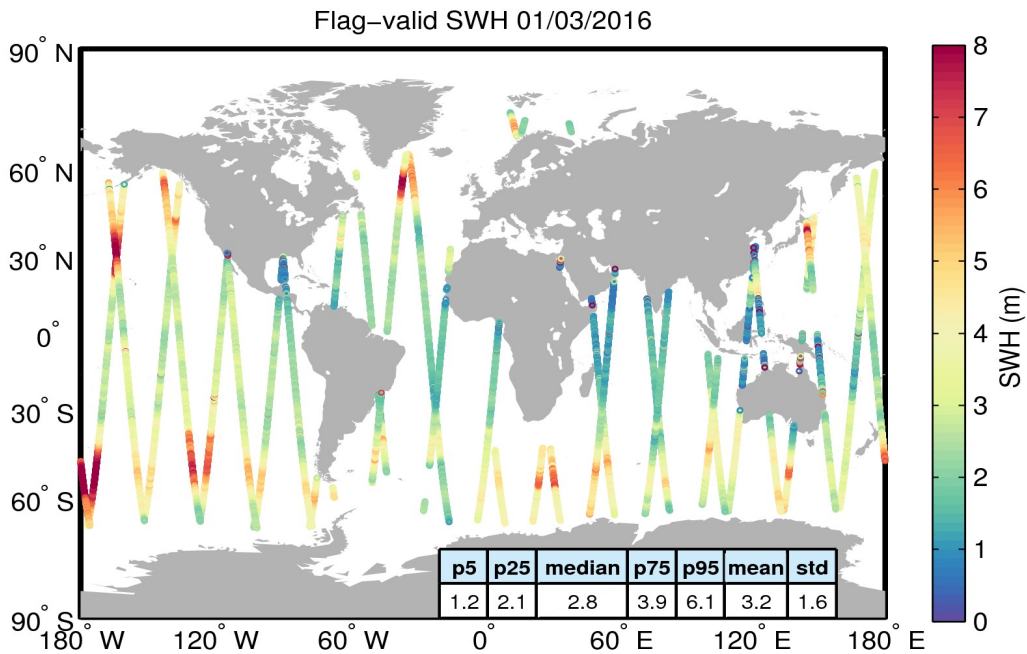 Flag−valid SWH 01/03/2016
90° N
60° N
30° N
0°
30° S
60° S
90° S
180° W
120° W
60° W
0°
60° E
120° E
180° E
p5 p25 median p75 p95 mean std
1.2 2.1 2.8 3.9 6.1 3.2 1.6
8
7
6
5
4
3
2
1
0
SWH (m)